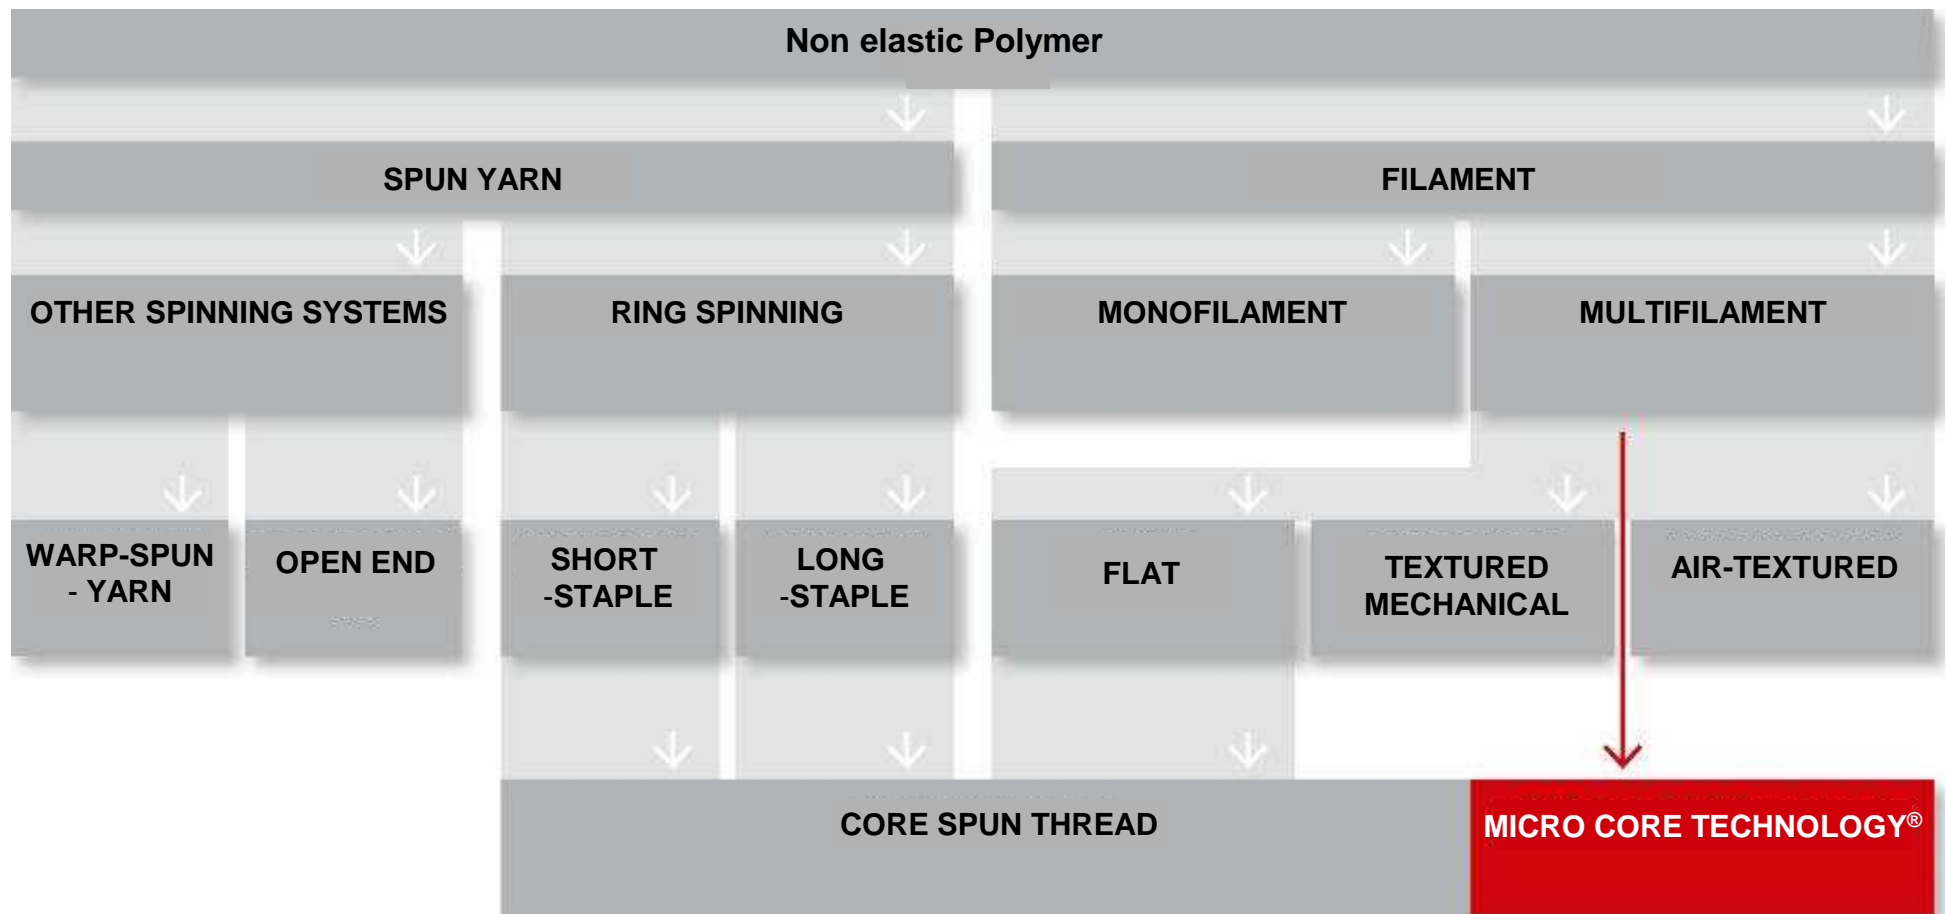 Non elastic Polymer
SPUN YARN
FILAMENT
OTHER SPINNING SYSTEMS
RING SPINNING
MONOFILAMENT
MULTIFILAMENT
WARP-SPUN
- YARN
OPEN END
SHORT
-STAPLE
LONG
-STAPLE
FLAT
TEXTURED
MECHANICAL
AIR-TEXTURED
CORE SPUN THREAD
MICRO CORE TECHNOLOGY®